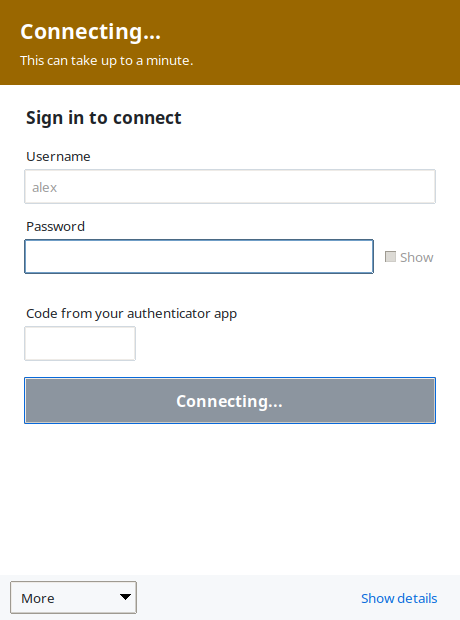 Connecting...
This can take up to a minute.
Sign in to connect
Username
alex
Password
Show
Code from your authenticator app
Connecting...
More
Show details